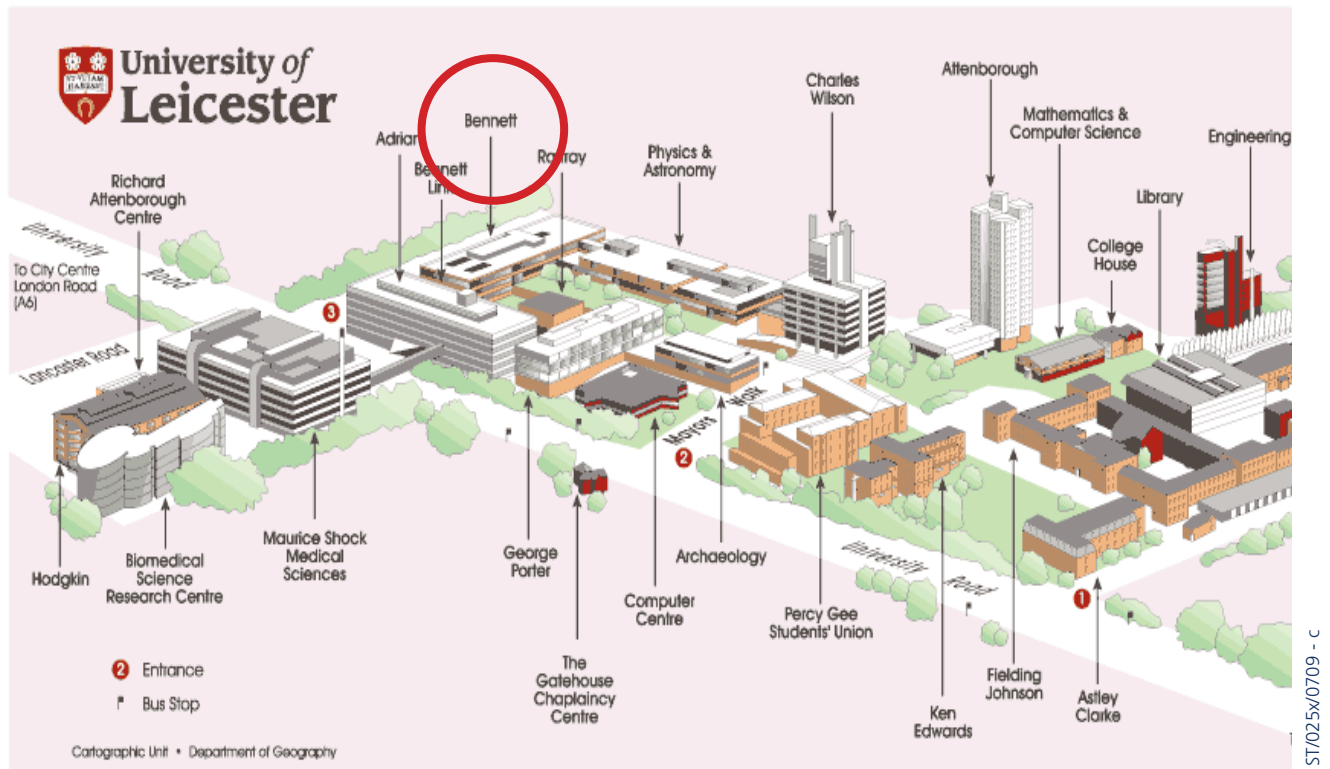 University of
Leicester
ST VITAM
HABEANT
Adrian
Bennett
Bennett
Link
Rattray
Physics &
Astronomy
Charles
Wilson
Attenborough
Mathematics &
Computer Science
Engineering
Richard
Attenborough
Centre
Library
College
House
University
Road
To City Centre
London Road
(A6)
Lancaster Road
3
Mayors Walk
2
University Road
1
Hodgkin
Biomedical
Science
Research Centre
Maurice Shock
Medical
Sciences
George
Porter
Archaeology
Computer
Centre
Percy Gee
Students' Union
The
Gatehouse
Chaplaincy
Centre
Ken
Edwards
Fielding
Johnson
Astley
Clarke
2 Entrance
Bus Stop
Cartographic Unit • Department of Geography
ST/025x/0709 - c